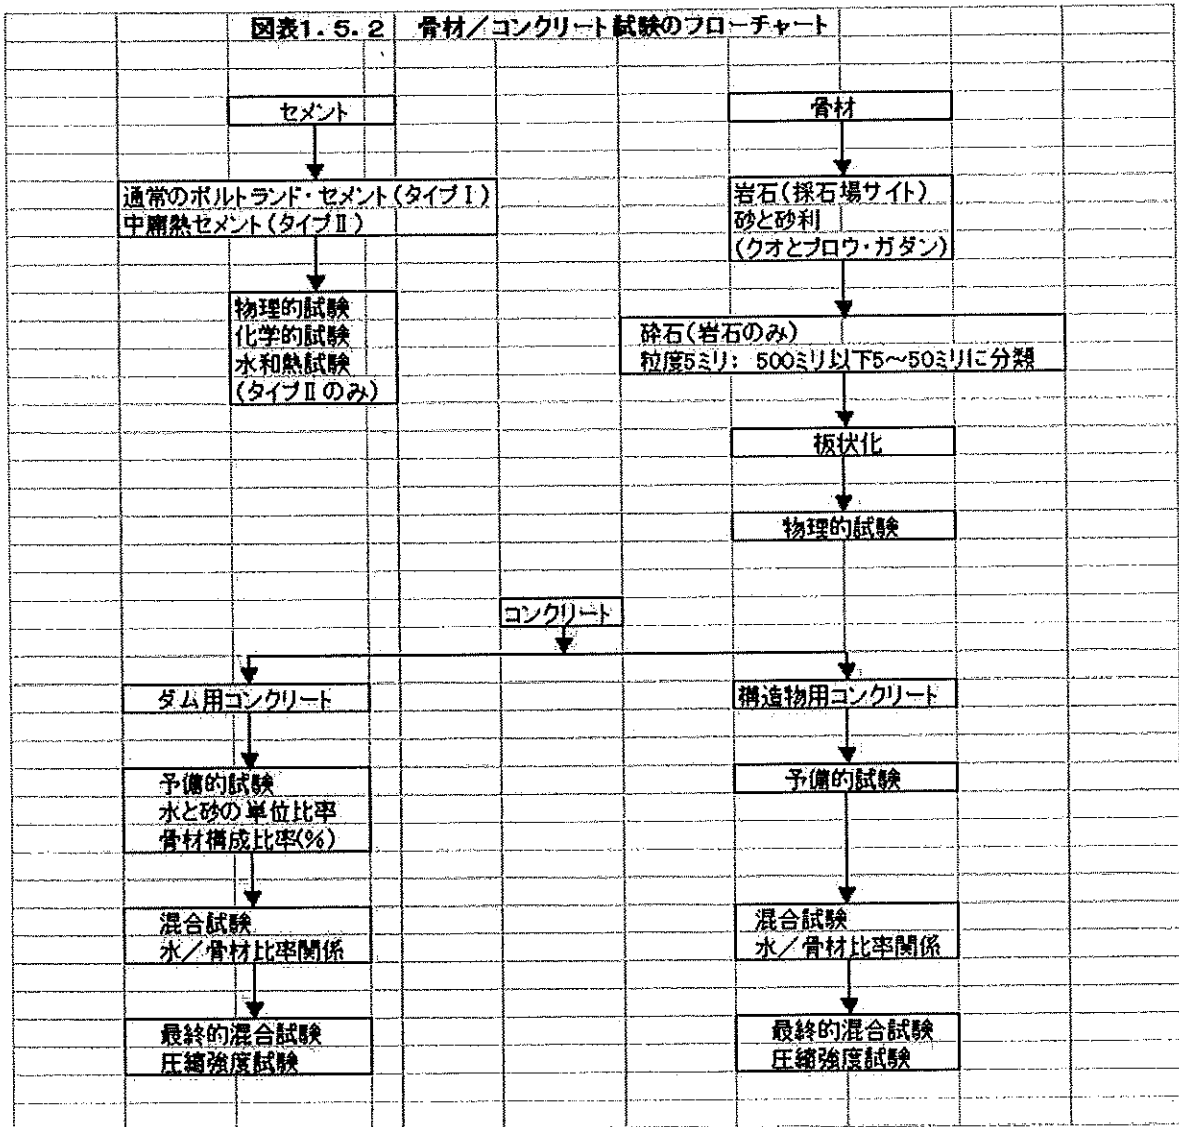 図表1.5.2 骨材/コンクリート試験のフローチャート
セメント
通常のポルトランド・セメント(タイプⅠ)
中庸熱セメント(タイプⅡ)
物理的試験
化学的試験
水和熱試験
(タイプⅡのみ)
骨材
岩石(採石場サイト)
砂と砂利
(クオとプロウ・ガダン)
砕石(岩石のみ)
粒度5ミリ: 500ミリ以下5~50ミリに分類
板状化
物理的試験
コンクリート
ダム用コンクリート
予備的試験
水と砂の単位比率
骨材構成比率(%)
混合試験
水/骨材比率関係
最終的混合試験
圧縮強度試験
構造物用コンクリート
予備的試験
混合試験
水/骨材比率関係
最終的混合試験
圧縮強度試験